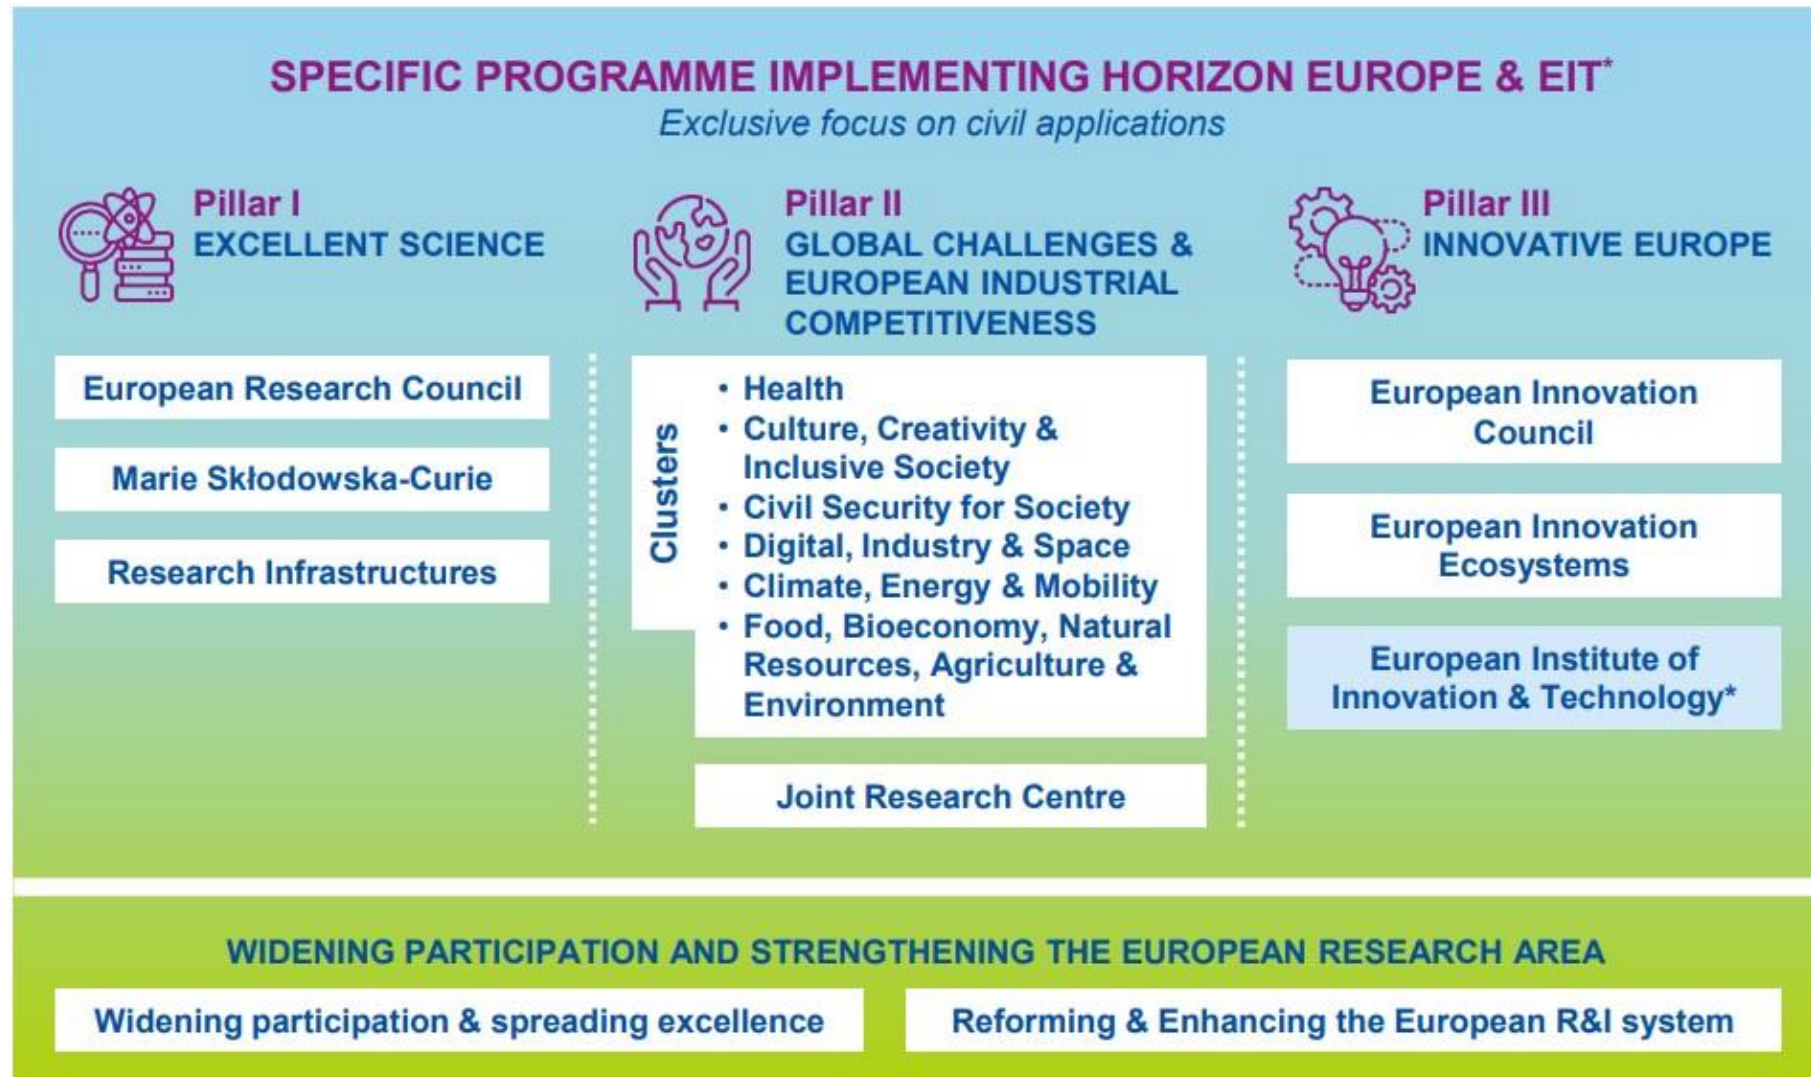 SPECIFIC PROGRAMME IMPLEMENTING HORIZON EUROPE & EIT*
Exclusive focus on civil applications
Pillar I
EXCELLENT SCIENCE
European Research Council
Marie Skłodowska-Curie
Research Infrastructures
Pillar II
GLOBAL CHALLENGES &
EUROPEAN INDUSTRIAL
COMPETITIVENESS
Clusters
• Health
• Culture, Creativity &
Inclusive Society
• Civil Security for Society
• Digital, Industry & Space
• Climate, Energy & Mobility
• Food, Bioeconomy, Natural
Resources, Agriculture &
Environment
Joint Research Centre
Pillar III
INNOVATIVE EUROPE
European Innovation
Council
European Innovation
Ecosystems
European Institute of
Innovation & Technology*
WIDENING PARTICIPATION AND STRENGTHENING THE EUROPEAN RESEARCH AREA
Widening participation & spreading excellence
Reforming & Enhancing the European R&I system